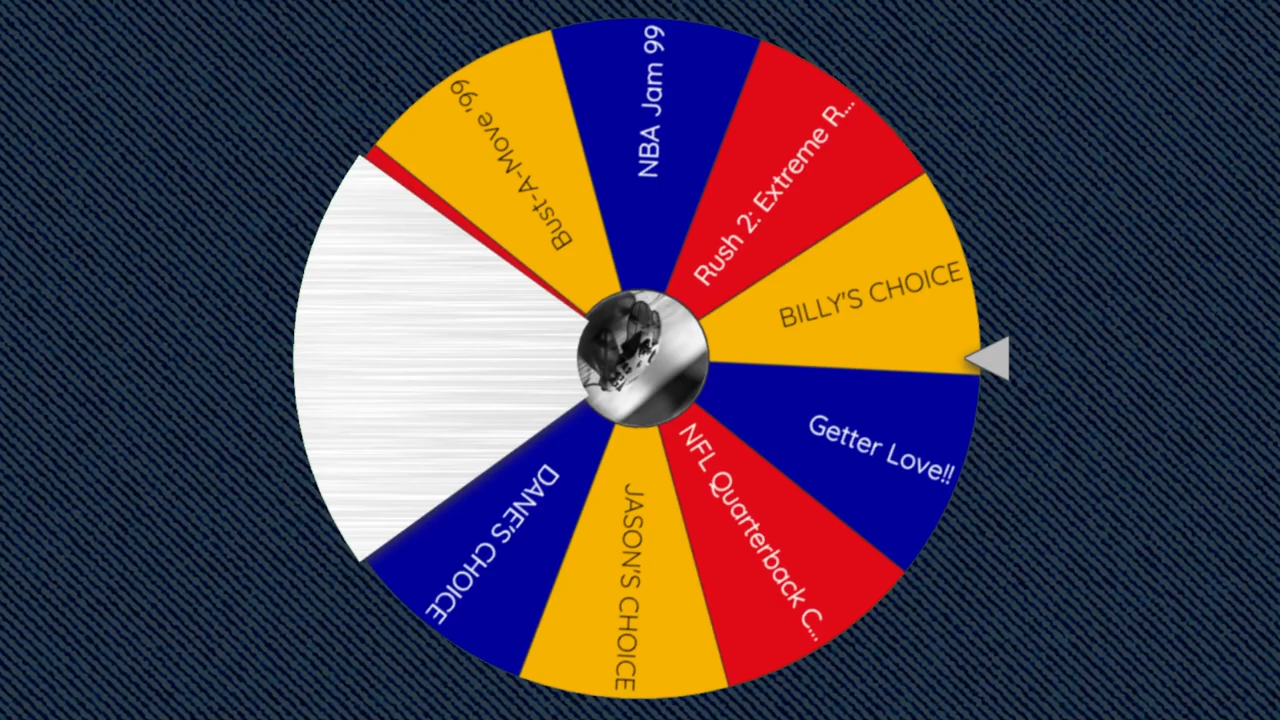 Bust-A-Move '99
NBA Jam 99
Rush 2: Extreme R...
BILLY'S CHOICE
Getter Love!!
NFL Quarterback C...
JASON'S CHOICE
DANE'S CHOICE